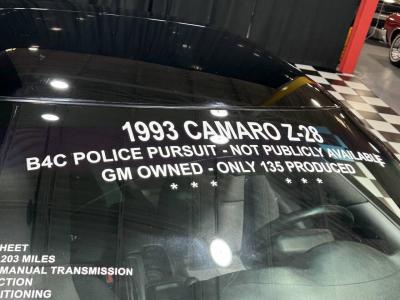 1993 CAMARO Z-28
B4C POLICE PURSUIT - NOT PUBLICLY AVAILABLE
GM OWNED - ONLY 135 PRODUCED
* * * * * *
HEET
203 MILES
MANUAL TRANSMISSION
CTION
ITIONING